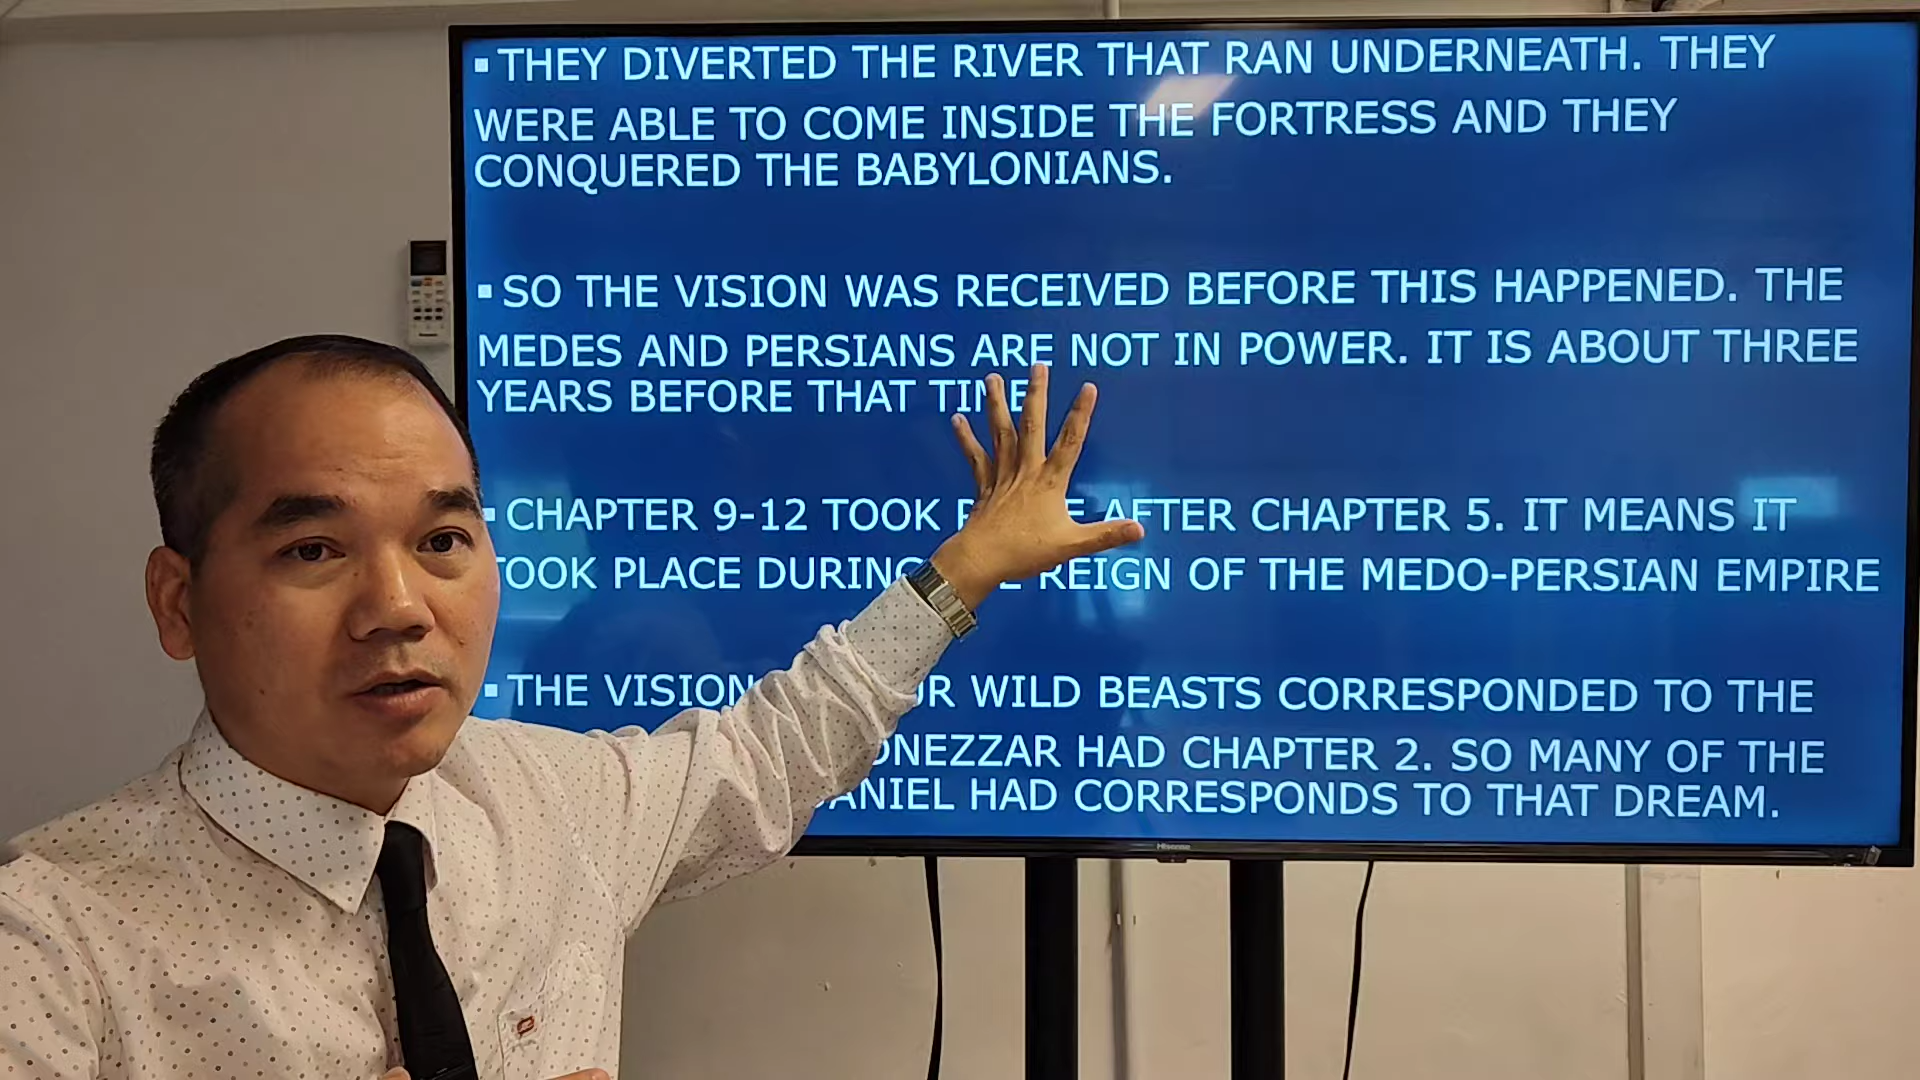 ▪THEY DIVERTED THE RIVER THAT RAN UNDERNEATH. THEY
WERE ABLE TO COME INSIDE THE FORTRESS AND THEY
CONQUERED THE BABYLONIANS.
▪SO THE VISION WAS RECEIVED BEFORE THIS HAPPENED. THE
MEDES AND PERSIANS ARE NOT IN POWER. IT IS ABOUT THREE
YEARS BEFORE THAT TIME
▪CHAPTER 9-12 TOOK AFTER CHAPTER 5. IT MEANS IT
TOOK PLACE DURING REIGN OF THE MEDO-PERSIAN EMPIRE
▪THE VISION WILD BEASTS CORRESPONDED TO THE
HAD CHAPTER 2. SO MANY OF THE
DANIEL HAD CORRESPONDS TO THAT DREAM.
Hisense